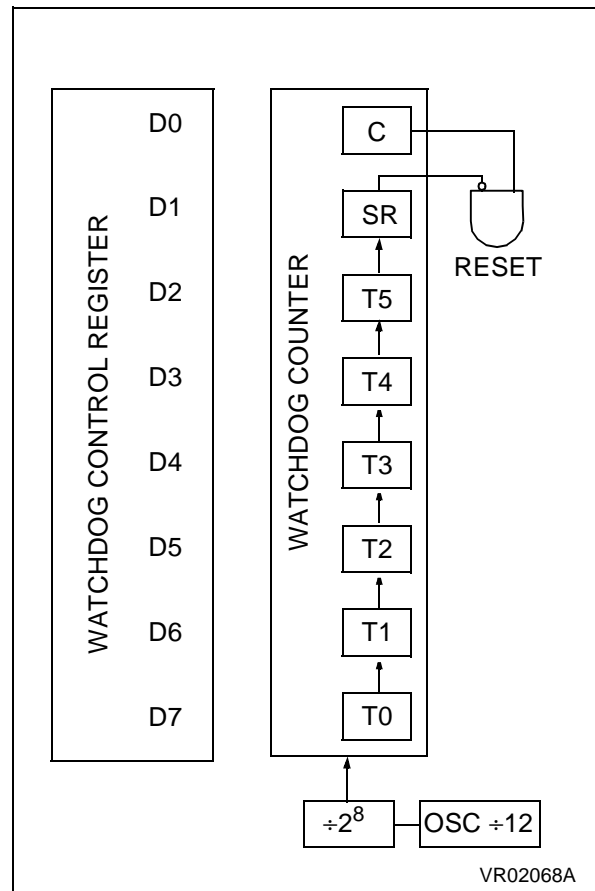 WATCHDOG CONTROL REGISTER
D0
D1
D2
D3
D4
D5
D6
D7
WATCHDOG COUNTER
C
SR
T5
T4
T3
T2
T1
T0
RESET
÷2⁸
OSC ÷12
VR02068A